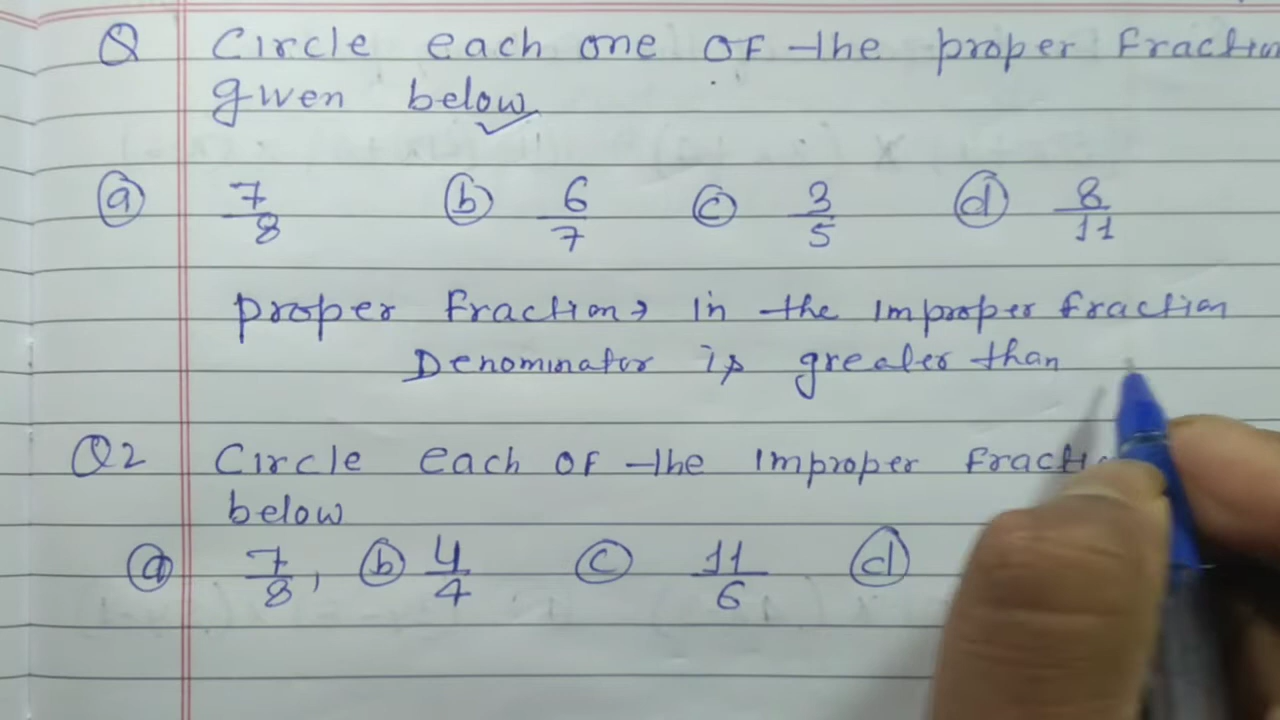 Q Circle each one OF the proper Fraction
given below
(a) 7/8 (b) 6/7 (c) 3/5 (d) 8/11
proper Fraction→ in the Improper fraction
Denominator is greater than
Q2 Circle Each OF the Improper Fracti
below
(a) 7/8, (b) 4/4 (c) 11/6 (d)